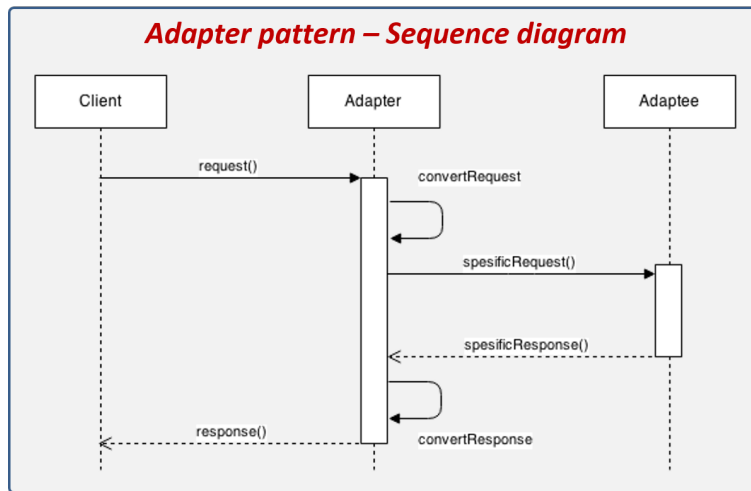 Adapter pattern – Sequence diagram
Client
Adapter
Adaptee
request()
convertRequest
spesificRequest()
spesificResponse()
response()
convertResponse